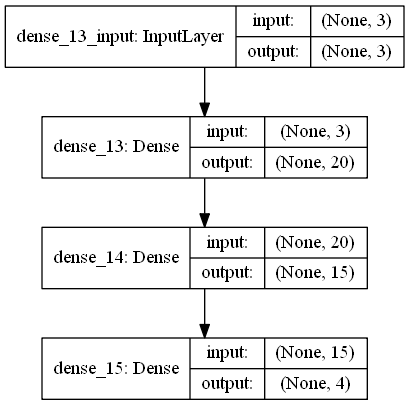 dense_13_input: InputLayer
input: (None, 3)
output: (None, 3)
dense_13: Dense
input: (None, 3)
output: (None, 20)
dense_14: Dense
input: (None, 20)
output: (None, 15)
dense_15: Dense
input: (None, 15)
output: (None, 4)